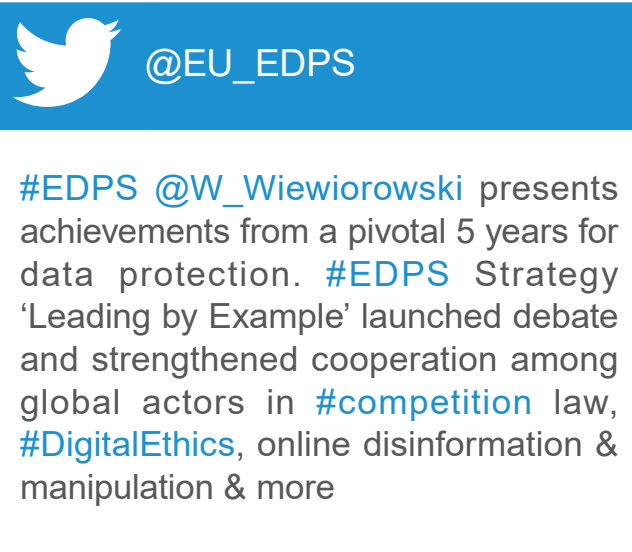 @EU_EDPS
#EDPS @W_Wiewiorowski presents
achievements from a pivotal 5 years for
data protection. #EDPS Strategy
‘Leading by Example’ launched debate
and strengthened cooperation among
global actors in #competition law,
#DigitalEthics, online disinformation &
manipulation & more